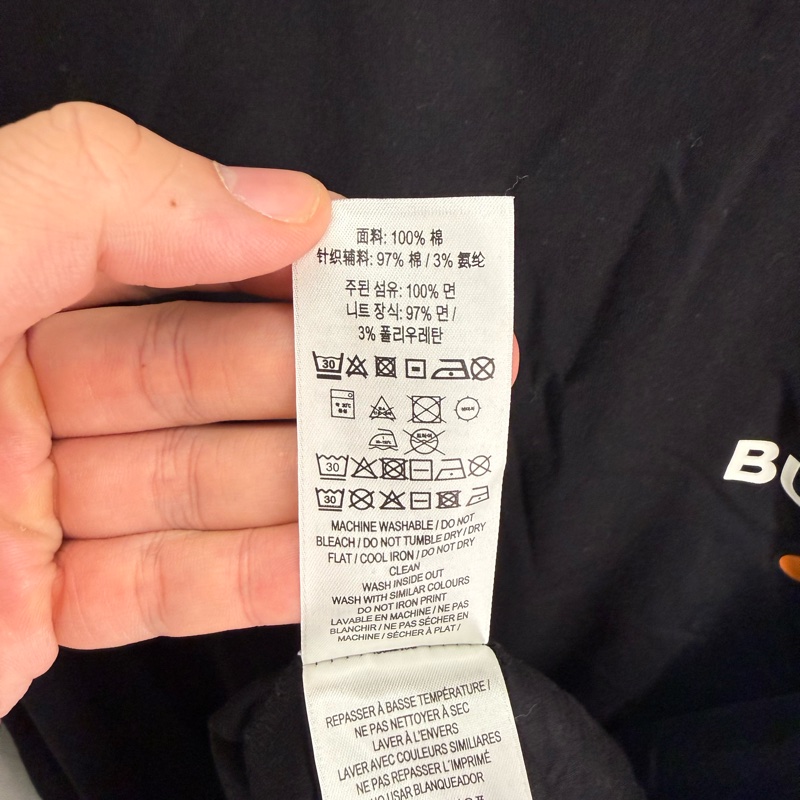 面料: 100% 棉
针织辅料: 97% 棉 / 3% 氨纶
주된 섬유: 100% 면
니트 장식: 97% 면 /
3% 폴리우레탄
30
30
30
MACHINE WASHABLE / DO NOT
BLEACH / DO NOT TUMBLE DRY / DRY
FLAT / COOL IRON / DO NOT DRY
CLEAN
WASH INSIDE OUT
WASH WITH SIMILAR COLOURS
DO NOT IRON PRINT
LAVABLE EN MACHINE / NE PAS
BLANCHIR / NE PAS SÉCHER EN
MACHINE / SÉCHER À PLAT /
REPASSER À BASSE TEMPÉRATURE /
NE PAS NETTOYER À SEC
LAVER À L'ENVERS
LAVER AVEC COULEURS SIMILIARES
NE PAS REPASSER L'IMPRIMÉ
NO USAR BLANQUEADOR